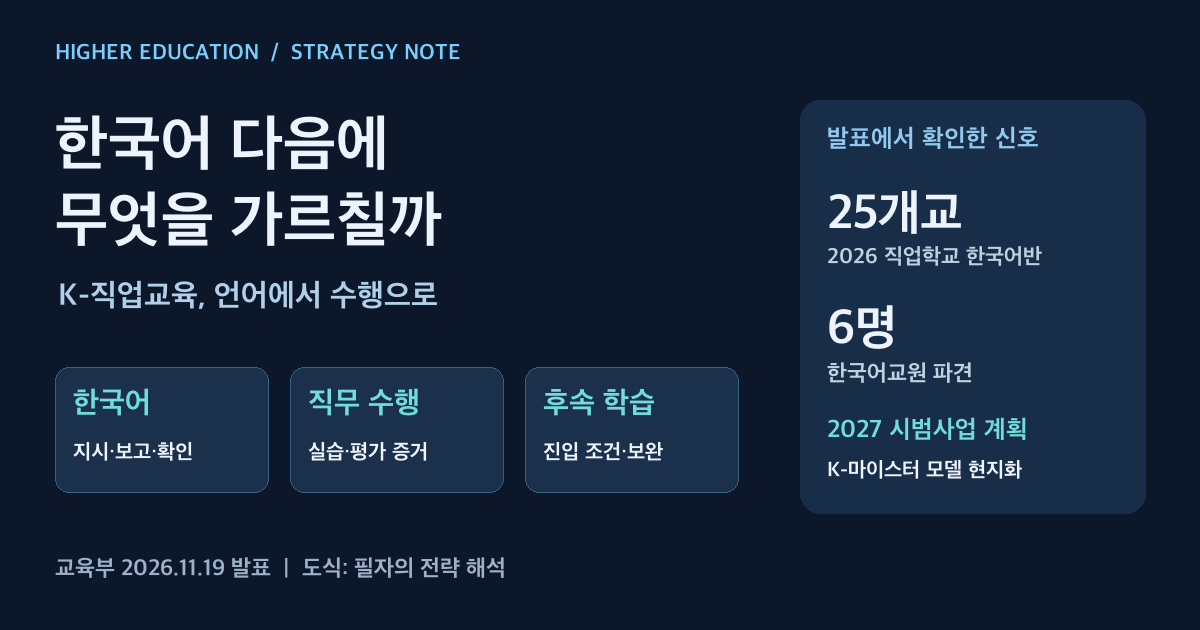 HIGHER EDUCATION / STRATEGY NOTE
한국어 다음에
무엇을 가르칠까
K-직업교육, 언어에서 수행으로
한국어
지시·보고·확인
직무 수행
실습·평가 증거
후속 학습
진입 조건·보완
발표에서 확인한 신호
25개교
2026 직업학교 한국어반
6명
한국어교원 파견
2027 시범사업 계획
K-마이스터 모델 현지화
교육부 2026.11.19 발표 | 도식: 필자의 전략 해석